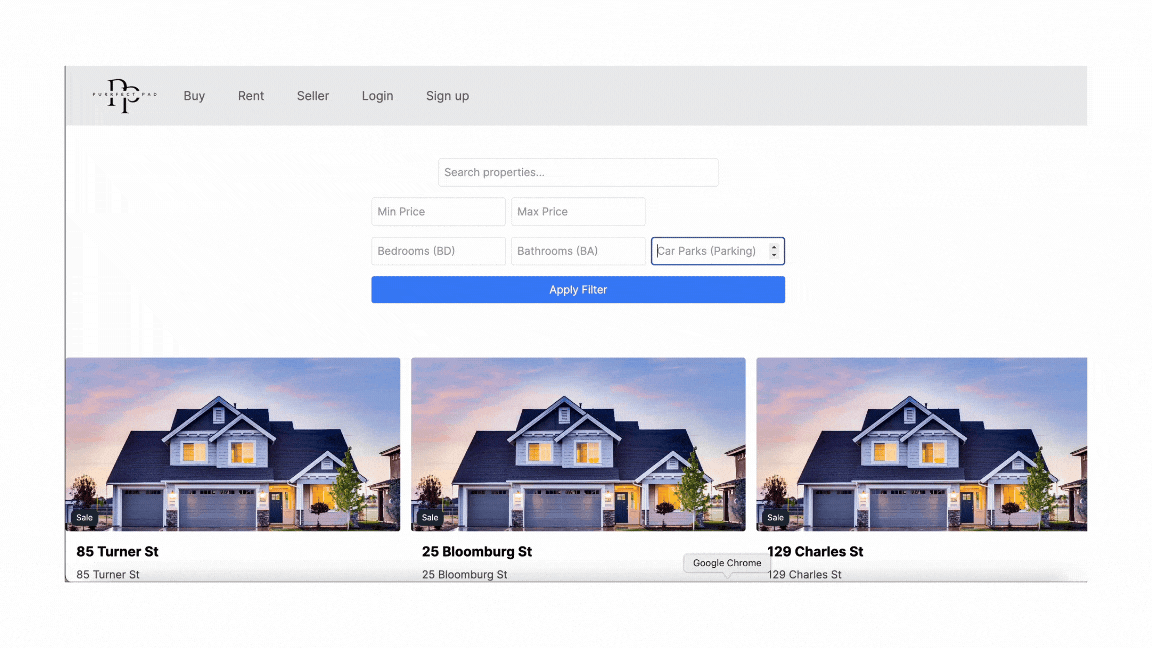 PP
PURRFECT PAD
Buy Rent Seller Login Sign up
Search properties...
Min Price Max Price
Bedrooms (BD) Bathrooms (BA) Car Parks (Parking)
Apply Filter
Sale Sale Sale
85 Turner St 25 Bloomburg St 129 Charles St
Google Chrome
85 Turner St 25 Bloomburg St 129 Charles St